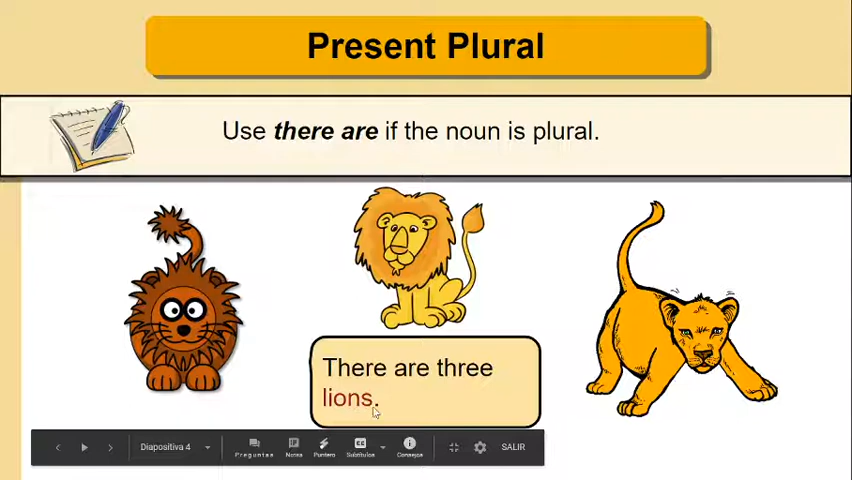 Present Plural
Use there are if the noun is plural.
There are three
lions.
Diapositiva 4
Preguntas
Notas
Puntero
CC
Subtítulos
Consejos
SALIR